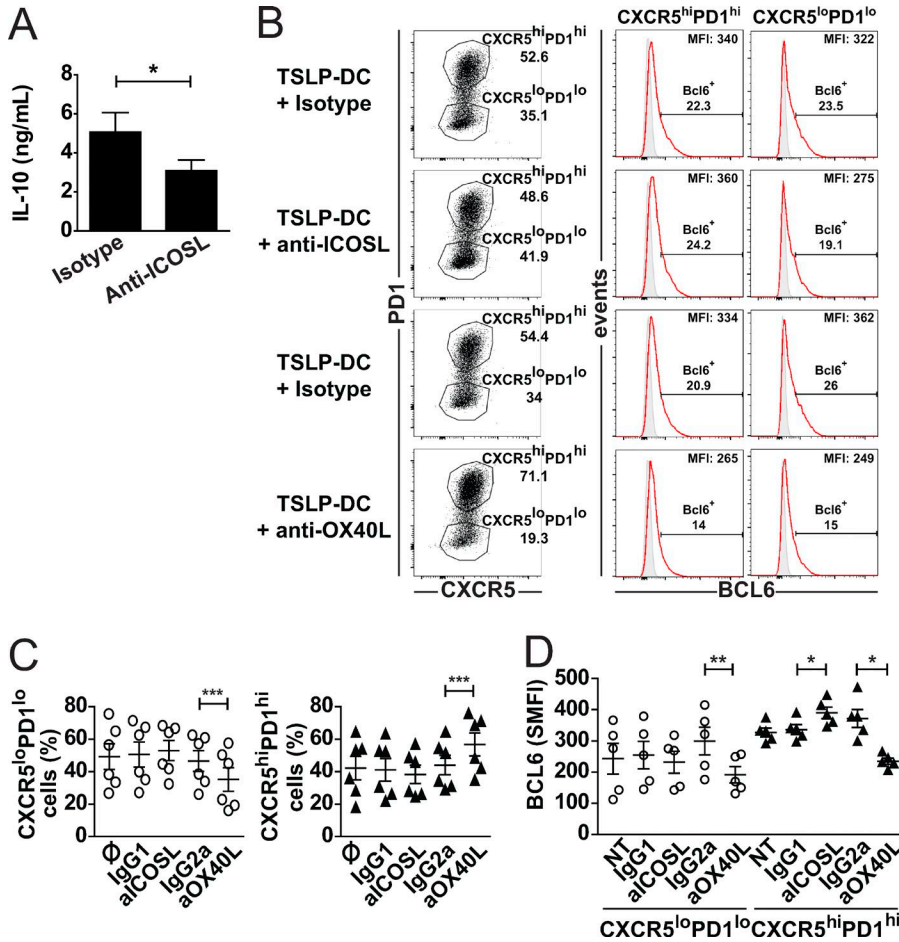 A
IL-10 (ng/mL)
8
6
4
2
0
*
Isotype
Anti-ICOSL
B
CXCR5hiPD1hi
CXCR5loPD1lo
TSLP-DC
+ Isotype
CXCR5hiPD1hi
52.6
CXCR5loPD1lo
35.1
MFI: 340
Bcl6+
22.3
MFI: 322
Bcl6+
23.5
TSLP-DC
+ anti-ICOSL
CXCR5hiPD1hi
48.6
CXCR5loPD1lo
41.9
MFI: 360
Bcl6+
24.2
MFI: 275
Bcl6+
19.1
TSLP-DC
+ Isotype
CXCR5hiPD1hi
54.4
CXCR5loPD1lo
34
MFI: 334
Bcl6+
20.9
MFI: 362
Bcl6+
26
TSLP-DC
+ anti-OX40L
CXCR5hiPD1hi
71.1
CXCR5loPD1lo
19.3
MFI: 265
Bcl6+
14
MFI: 249
Bcl6+
15
PD1
events
CXCR5
BCL6
C
CXCR5loPD1lo
cells (%)
80
60
40
20
0
***
Ø
IgG1
aICOSL
IgG2a
aOX40L
CXCR5hiPD1hi
cells (%)
80
60
40
20
0
***
Ø
IgG1
aICOSL
IgG2a
aOX40L
D
BCL6 (SMFI)
500
400
300
200
100
0
**
*
*
NT
IgG1
aICOSL
IgG2a
aOX40L
NT
IgG1
aICOSL
IgG2a
aOX40L
CXCR5loPD1lo
CXCR5hiPD1hi